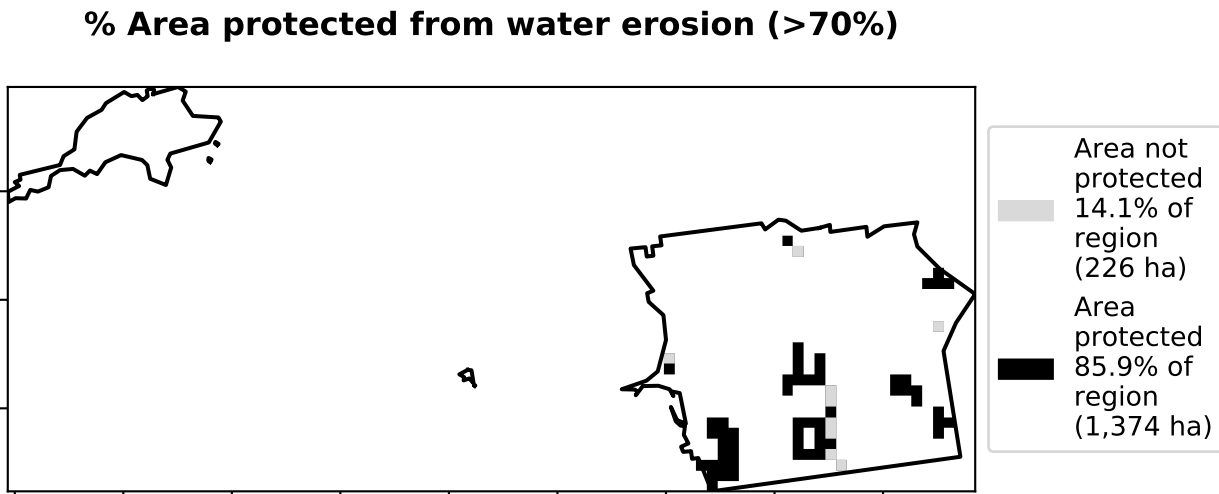 % Area protected from water erosion (>70%)
Area not
protected
14.1% of
region
(226 ha)
Area
protected
85.9% of
region
(1,374 ha)